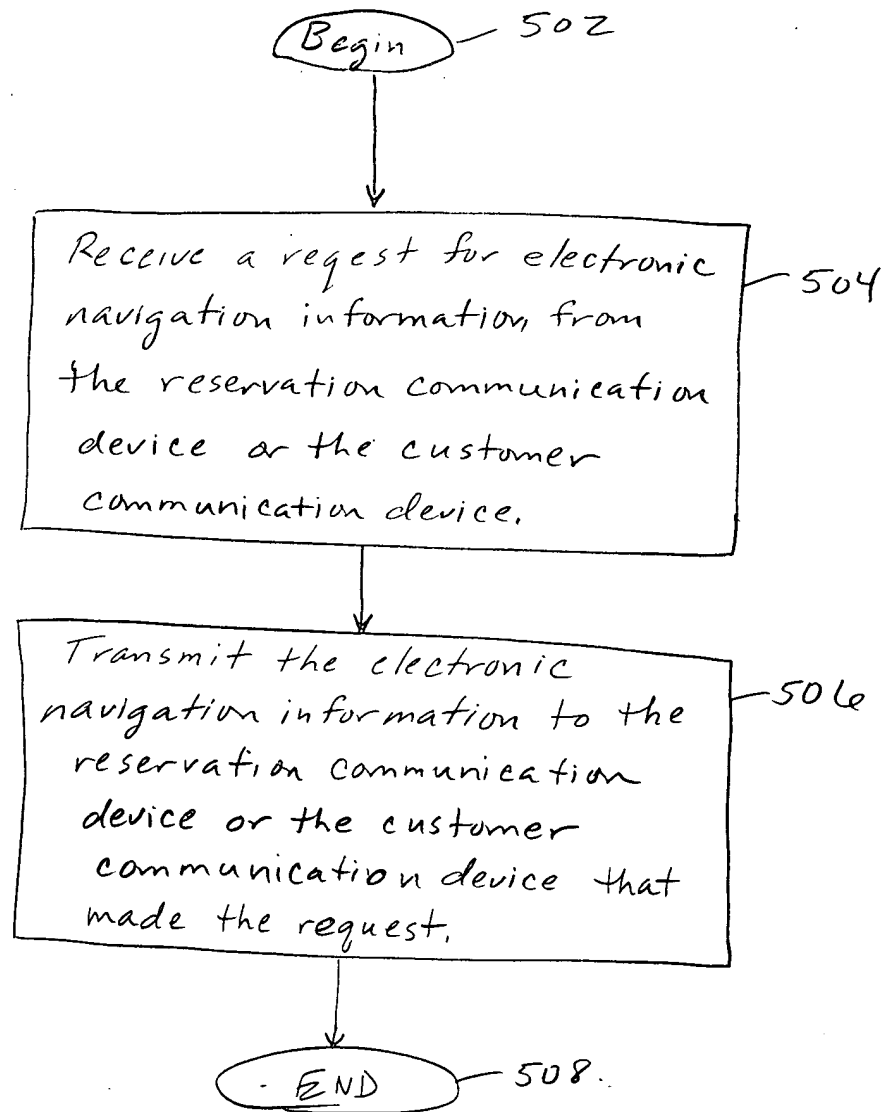 Begin 502
Receive a reqest for electronic
navigation information, from
the reservation communication
device or the customer
communication device.
504
Transmit the electronic
navigation information to the
reservation communication
device or the customer
communication device that
made the request.
506
END 508.